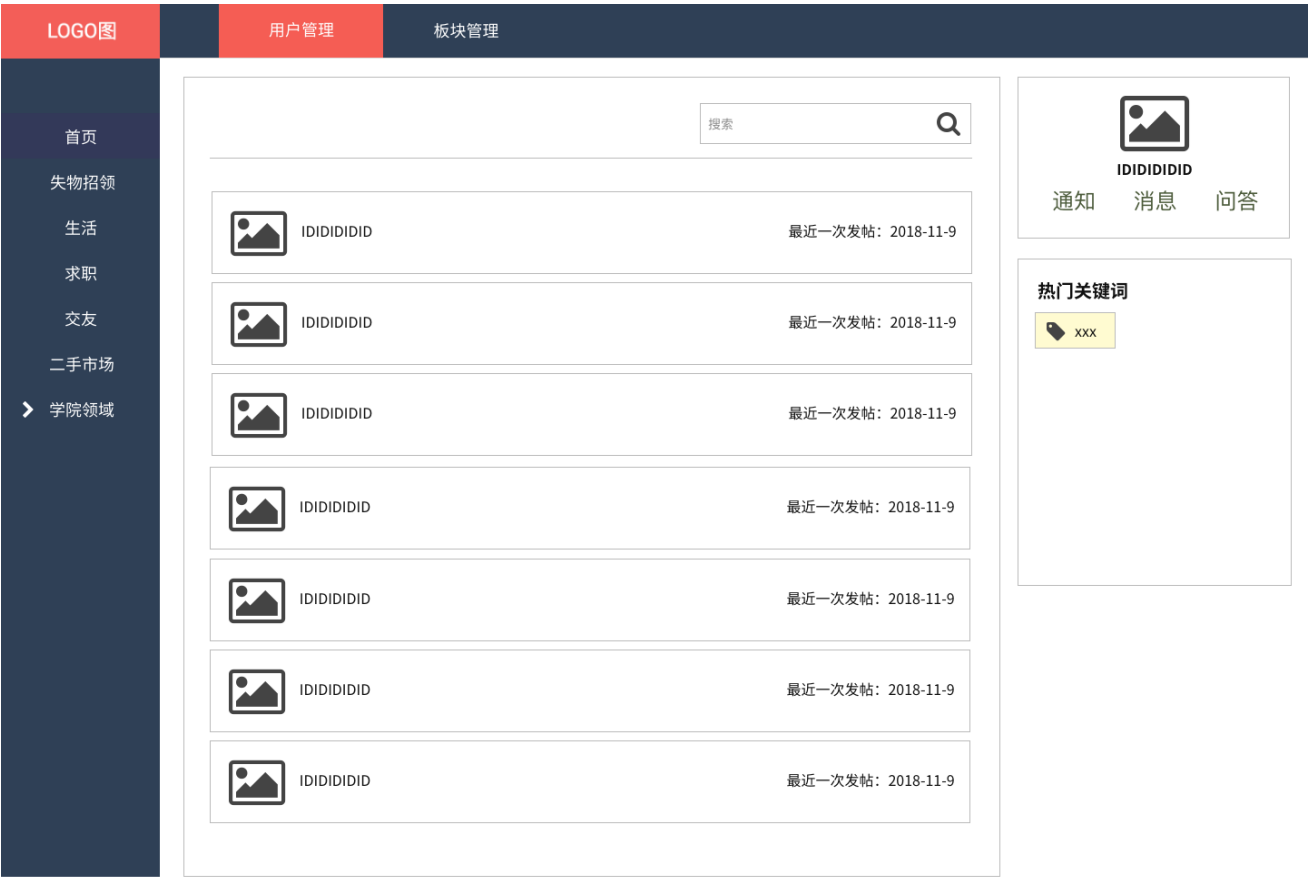 LOGO图
用户管理
板块管理
首页
失物招领
生活
求职
交友
二手市场
学院领域
搜索
IDIDIDIDID 最近一次发帖：2018-11-9
IDIDIDIDID 最近一次发帖：2018-11-9
IDIDIDIDID 最近一次发帖：2018-11-9
IDIDIDIDID 最近一次发帖：2018-11-9
IDIDIDIDID 最近一次发帖：2018-11-9
IDIDIDIDID 最近一次发帖：2018-11-9
IDIDIDIDID 最近一次发帖：2018-11-9
IDIDIDIDID
通知 消息 问答
热门关键词
xxx